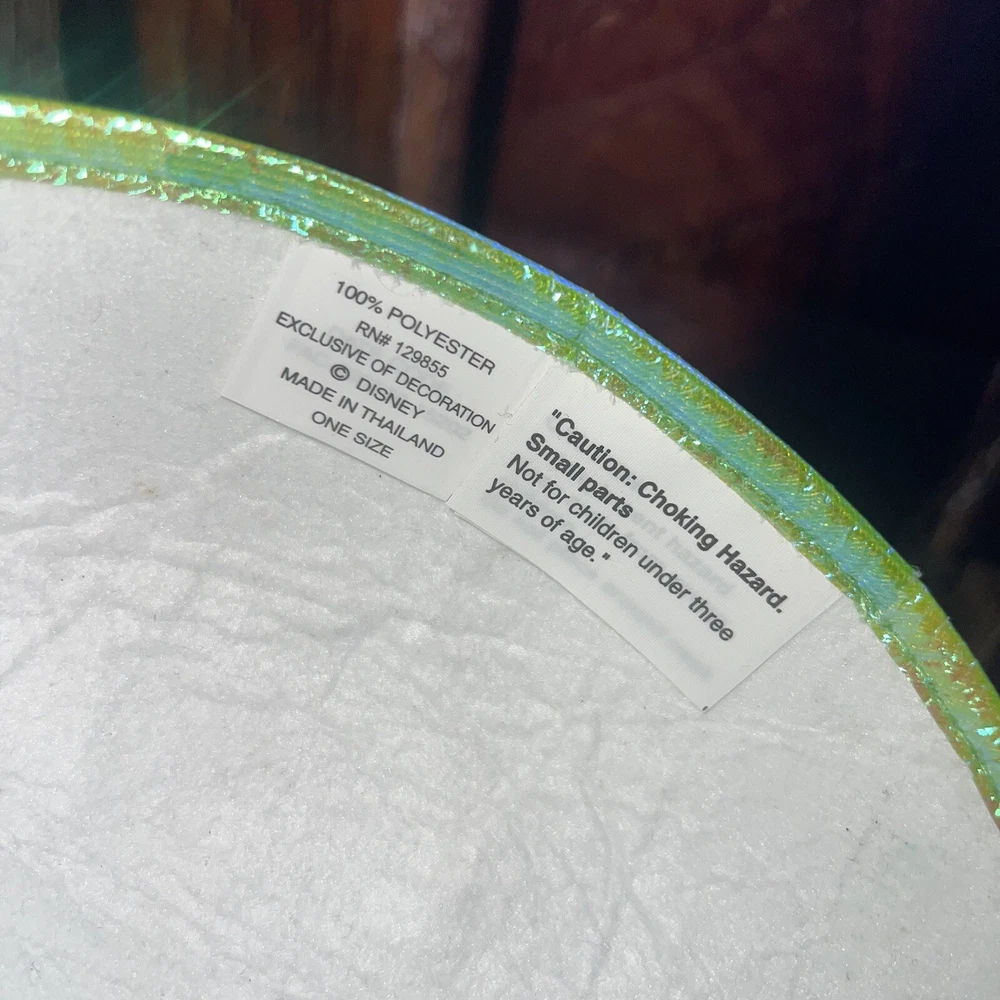 100% POLYESTER
RN# 129855
EXCLUSIVE OF DECORATION
© DISNEY
MADE IN THAILAND
ONE SIZE
"Caution: Choking Hazard.
Small parts
Not for children under three
years of age."